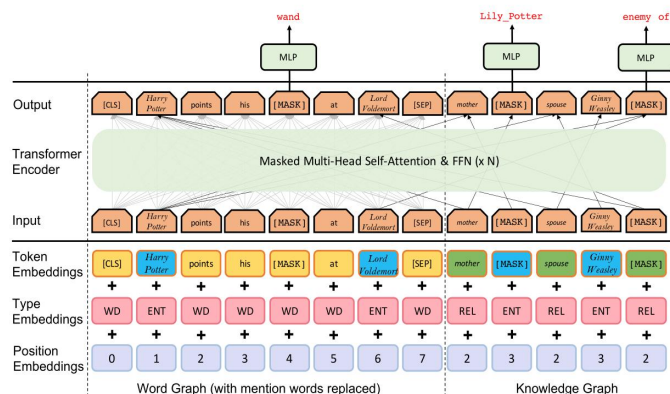 wand Lily_Potter enemy of
MLP MLP MLP
Output [CLS] Harry Potter points his [MASK] at Lord Voldemort [SEP] mother [MASK] spouse Ginny Weasley [MASK]
Transformer Encoder Masked Multi-Head Self-Attention & FFN (x N)
Input [CLS] Harry Potter points his [MASK] at Lord Voldemort [SEP] mother [MASK] spouse Ginny Weasley [MASK]
Token Embeddings [CLS] Harry Potter points his [MASK] at Lord Voldemort [SEP] mother [MASK] spouse Ginny Weasley [MASK]
+ + + + + + + + + + + + +
Type Embeddings WD ENT WD WD WD WD ENT WD REL ENT REL ENT REL
+ + + + + + + + + + + + +
Position Embeddings 0 1 2 3 4 5 6 7 2 3 2 3 2
Word Graph (with mention words replaced) Knowledge Graph